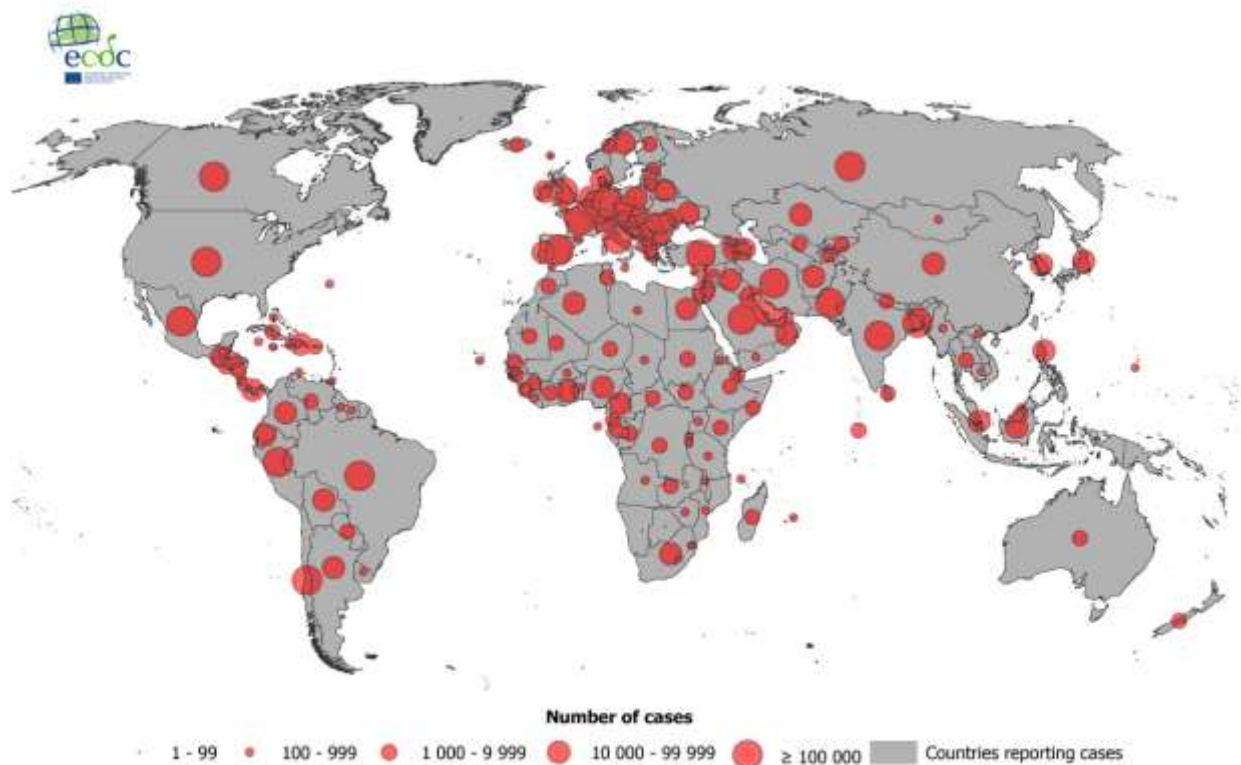 ecdc
Number of cases
1 - 99 100 - 999 1 000 - 9 999 10 000 - 99 999 ≥ 100 000 Countries reporting cases